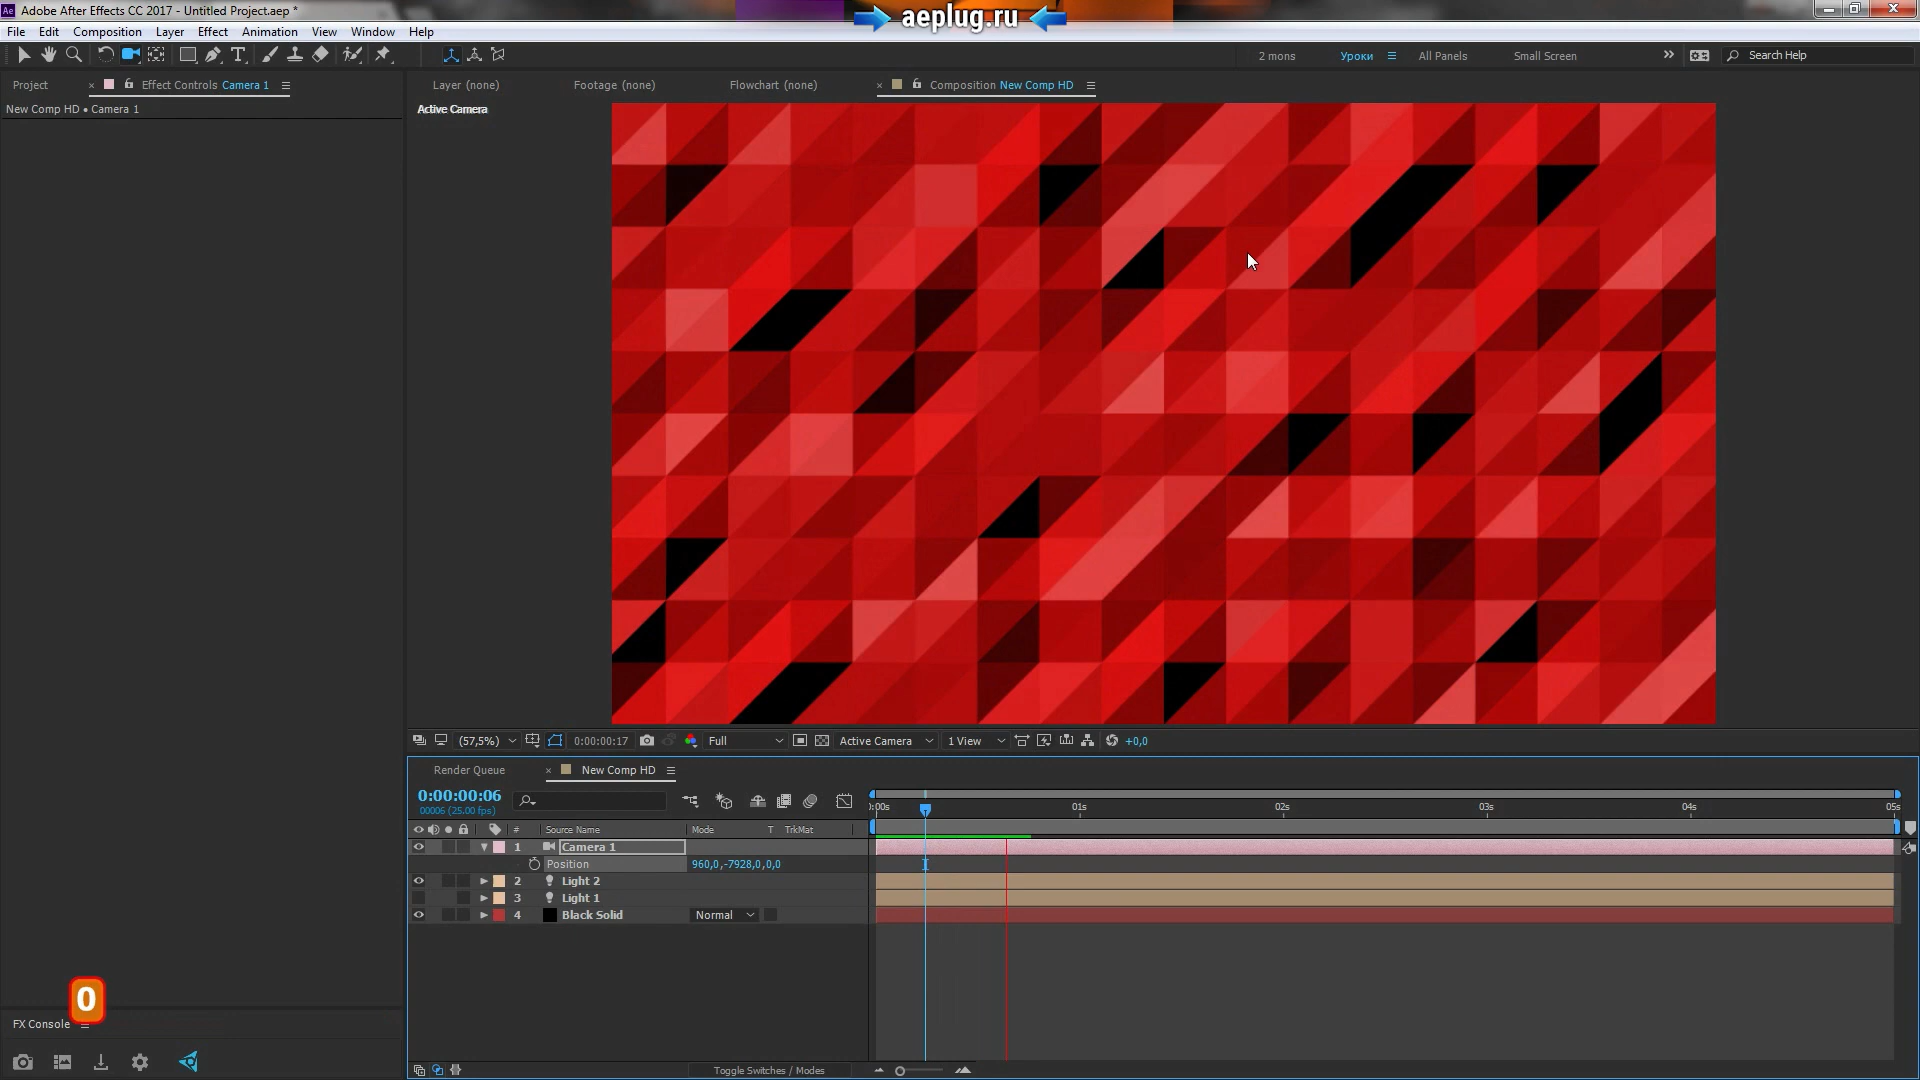 Adobe After Effects CC 2017 - Untitled Project.aep *
aeplug.ru
File Edit Composition Layer Effect Animation View Window Help
2 mons Уроки All Panels Small Screen Search Help
Project Effect Controls Camera 1 Layer (none) Footage (none) Flowchart (none) Composition New Comp HD
New Comp HD • Camera 1
Active Camera
(57,5%) 0:00:00:17 Full Active Camera 1 View +0,0
Render Queue New Comp HD
0:00:00:06
00006 (25.00 fps)
):00s 01s 02s 03s 04s 05s
# Source Name Mode T TrkMat
1 Camera 1
Position 960,0,-7928,0,0,0
2 Light 2
3 Light 1
4 Black Solid Normal
0
FX Console
Toggle Switches / Modes